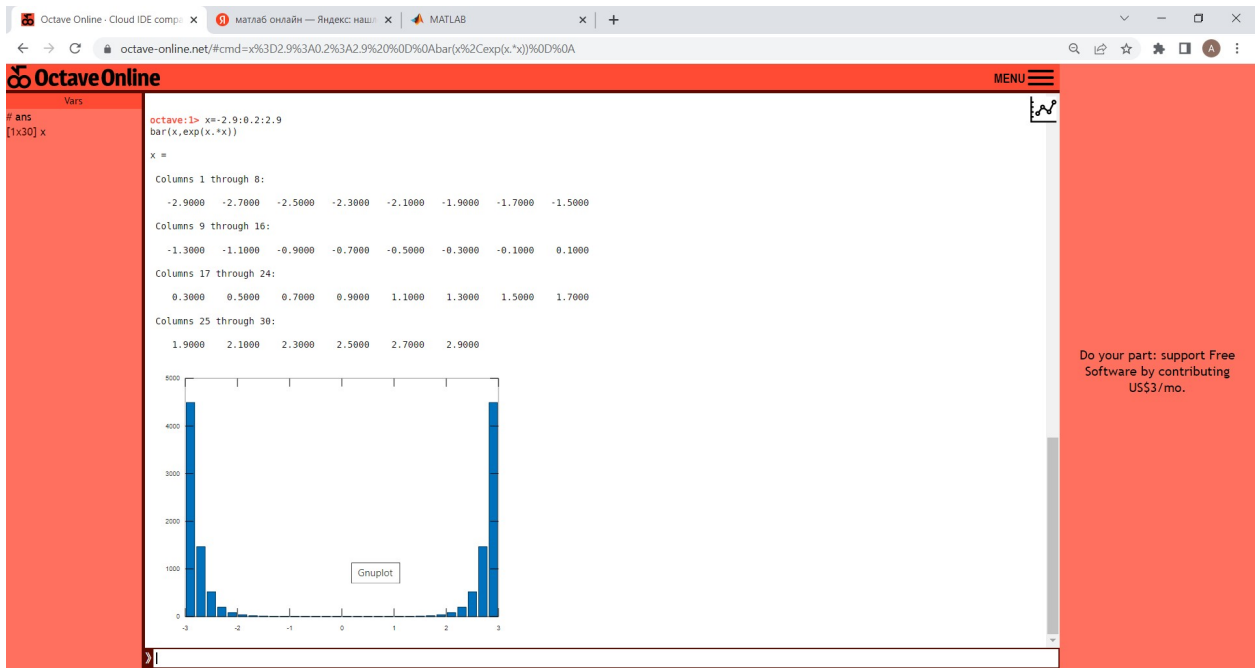 Octave Online · Cloud IDE compa
матлаб онлайн — Яндекс: наш
MATLAB
octave-online.net/#cmd=x%3D2.9%3A0.2%3A2.9%20%0D%0Abar(x%2Cexp(x.*x))%0D%0A
A
Octave Online
MENU
Vars
# ans
[1x30] x
octave:1> x=-2.9:0.2:2.9
bar(x,exp(x.*x))
x =
Columns 1 through 8:
-2.9000 -2.7000 -2.5000 -2.3000 -2.1000 -1.9000 -1.7000 -1.5000
Columns 9 through 16:
-1.3000 -1.1000 -0.9000 -0.7000 -0.5000 -0.3000 -0.1000 0.1000
Columns 17 through 24:
0.3000 0.5000 0.7000 0.9000 1.1000 1.3000 1.5000 1.7000
Columns 25 through 30:
1.9000 2.1000 2.3000 2.5000 2.7000 2.9000
5000
4000
3000
2000
1000
0
-3 -2 -1 0 1 2 3
Gnuplot
Do your part: support Free
Software by contributing
US$3/mo.